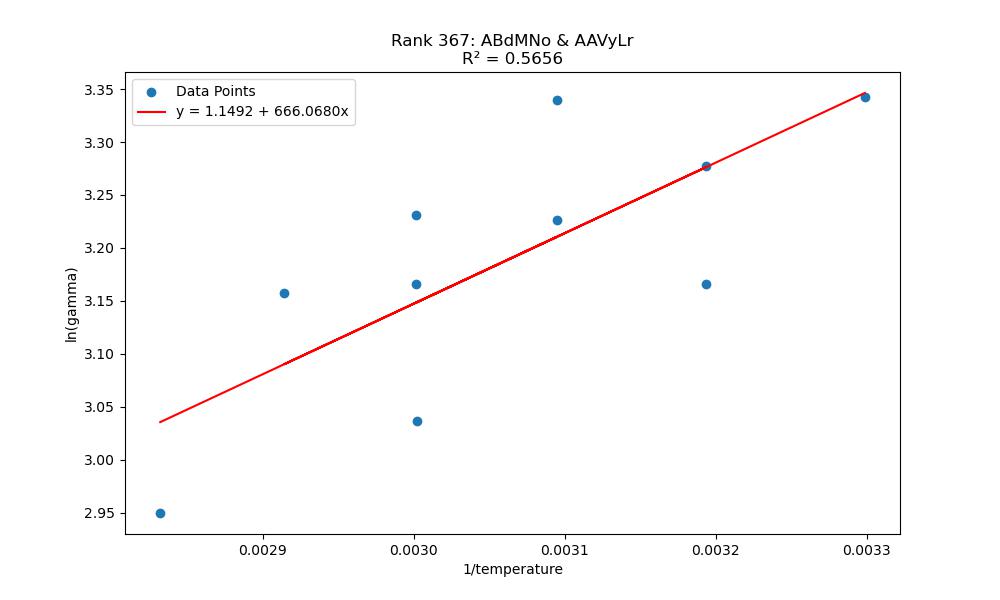 Rank 367: ABdMNo & AAVyLr
R² = 0.5656
Data Points
y = 1.1492 + 666.0680x
3.35
3.30
3.25
3.20
3.15
3.10
3.05
3.00
2.95
ln(gamma)
0.0029 0.0030 0.0031 0.0032 0.0033
1/temperature